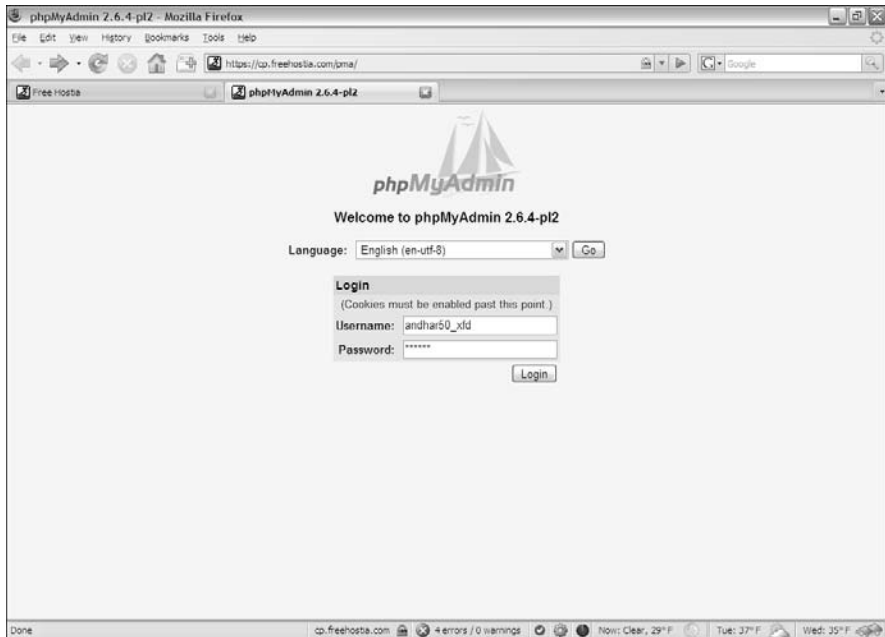 phpMyAdmin 2.6.4-pl2 - Mozilla Firefox
File Edit View History Bookmarks Tools Help
https://cp.freehostia.com/pma/
Google
Free Hostia
phpMyAdmin 2.6.4-pl2
phpMyAdmin
Welcome to phpMyAdmin 2.6.4-pl2
Language: English (en-utf-8) Go
Login
(Cookies must be enabled past this point.)
Username: andhar50_xfd
Password: ******
Login
Done cp.freehostia.com 4 errors / 0 warnings Now: Clear, 29° F Tue: 37° F Wed: 35° F